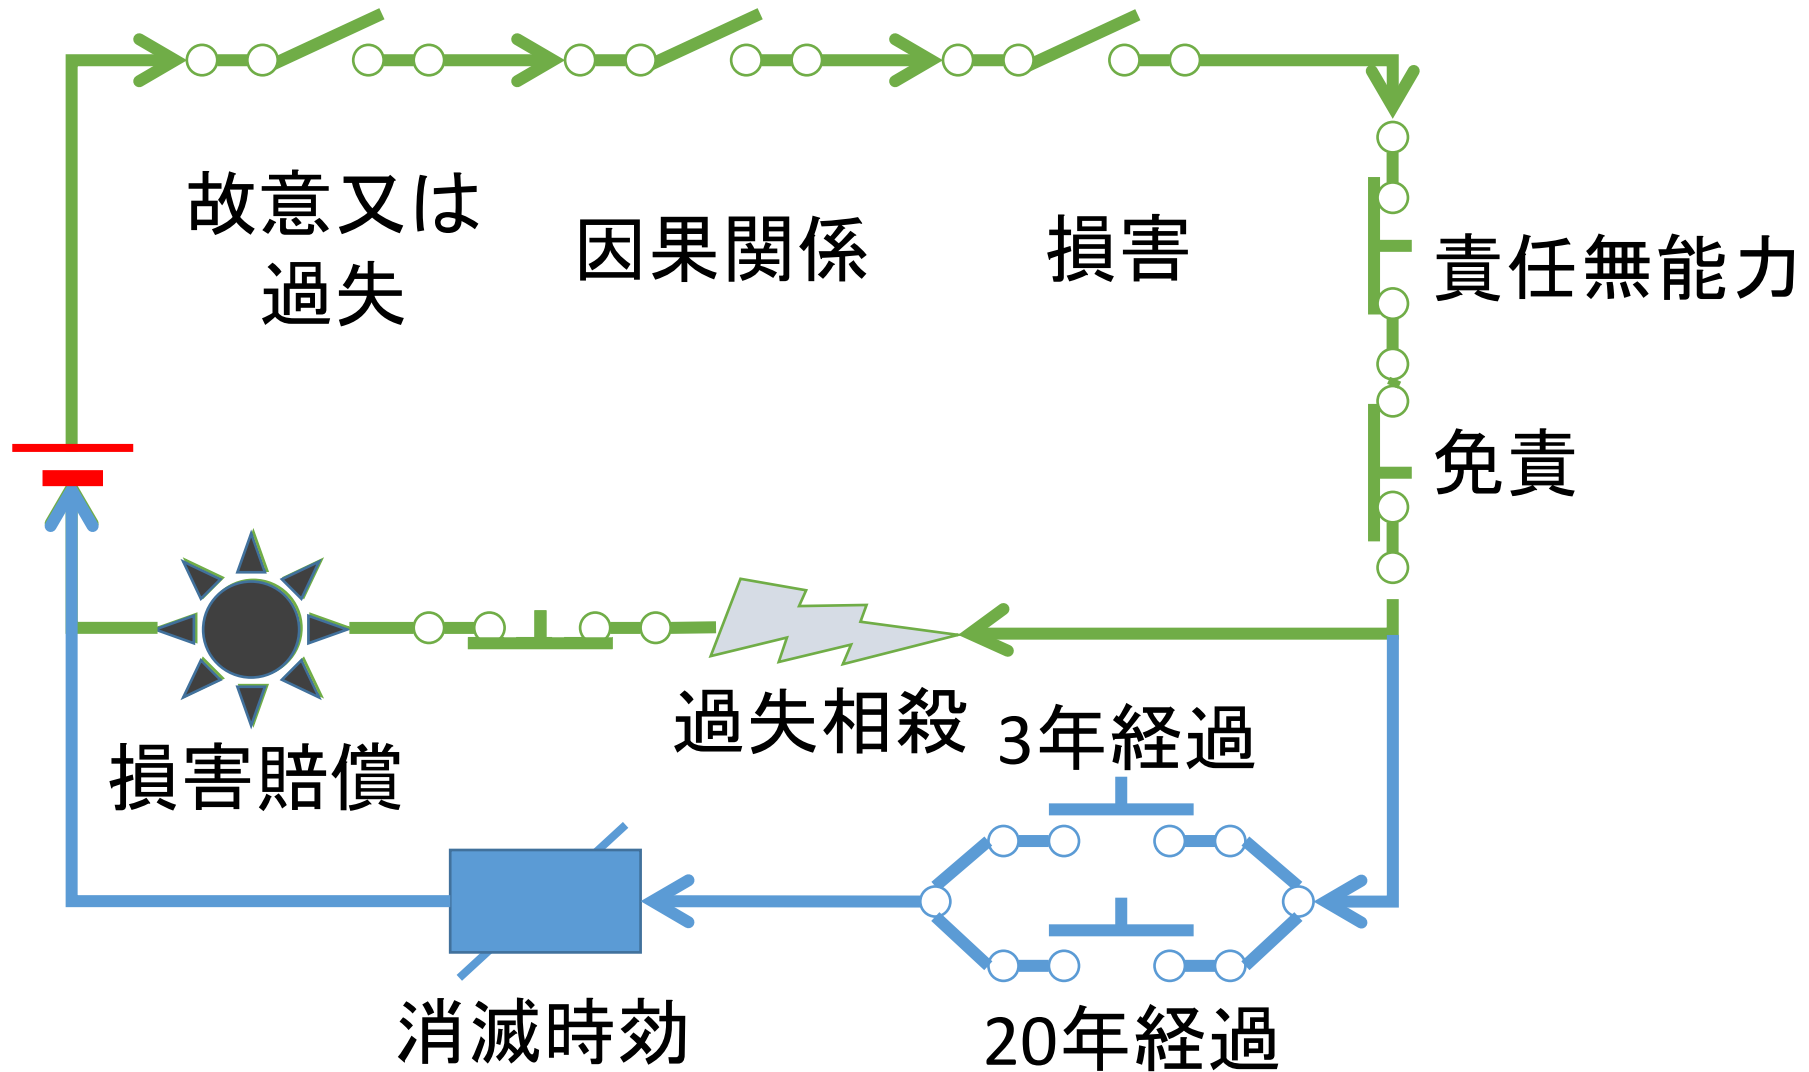 故意又は
過失
因果関係
損害
責任無能力
免責
過失相殺
3年経過
損害賠償
消滅時効
20年経過